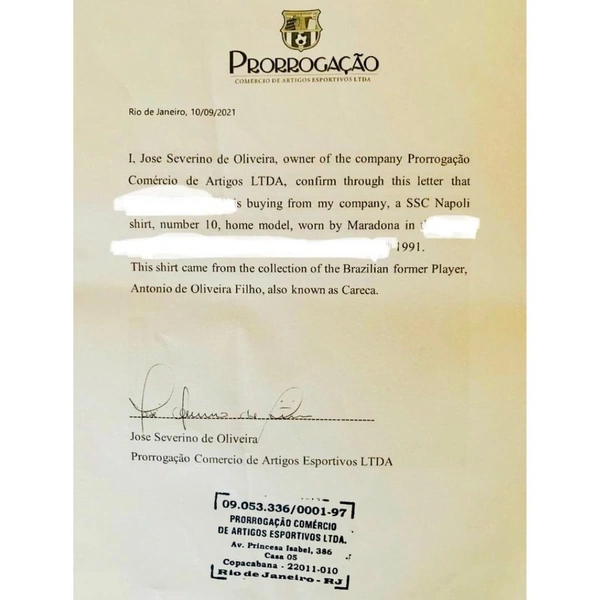 PRORROGAÇÃO
COMÉRCIO DE ARTIGOS ESPORTIVOS LTDA
Rio de Janeiro, 10/09/2021
I, Jose Severino de Oliveira, owner of the company Prorrogação
Comércio de Artigos LTDA, confirm through this letter that
is buying from my company, a SSC Napoli
shirt, number 10, home model, worn by Maradona in
1991.
This shirt came from the collection of the Brazilian former Player,
Antonio de Oliveira Filho, also known as Careca.
Jose Severino de Oliveira
Prorrogação Comercio de Artigos Esportivos LTDA
09.053.336/0001-97
PRORROGAÇÃO COMÉRCIO
DE ARTIGOS ESPORTIVOS LTDA.
Av. Princesa Isabel, 386
Casa 05
Copacabana - 22011-010
Rio de Janeiro - RJ